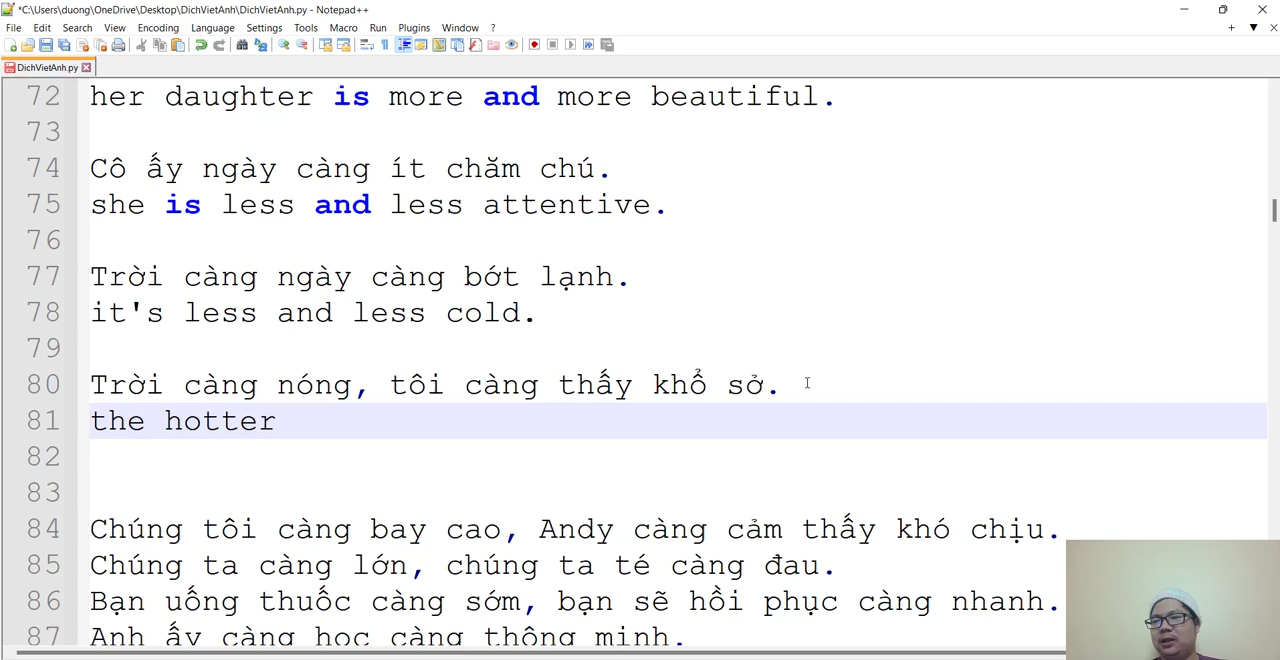 *C:\Users\duong\OneDrive\Desktop\DichVietAnh\DichVietAnh.py - Notepad++
File Edit Search View Encoding Language Settings Tools Macro Run Plugins Window ?
DichVietAnh.py
72 her daughter is more and more beautiful.
73
74 Cô ấy ngày càng ít chăm chú.
75 she is less and less attentive.
76
77 Trời càng ngày càng bớt lạnh.
78 it's less and less cold.
79
80 Trời càng nóng, tôi càng thấy khổ sở.
81 the hotter
82
83
84 Chúng tôi càng bay cao, Andy càng cảm thấy khó chịu.
85 Chúng ta càng lớn, chúng ta té càng đau.
86 Bạn uống thuốc càng sớm, bạn sẽ hồi phục càng nhanh.
87 Anh ấy càng học càng thông minh.